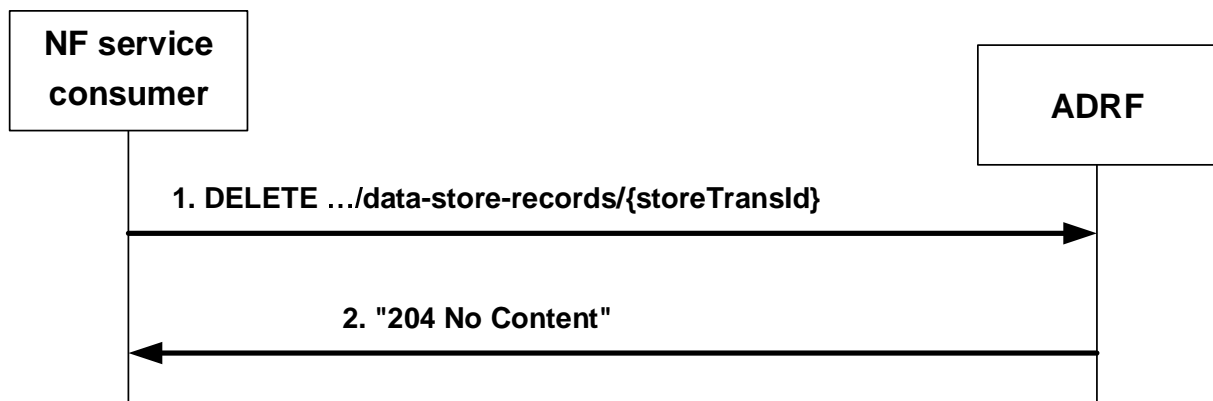 NF service
consumer
ADRF
1. DELETE …/data-store-records/{storeTransId}
2. "204 No Content"